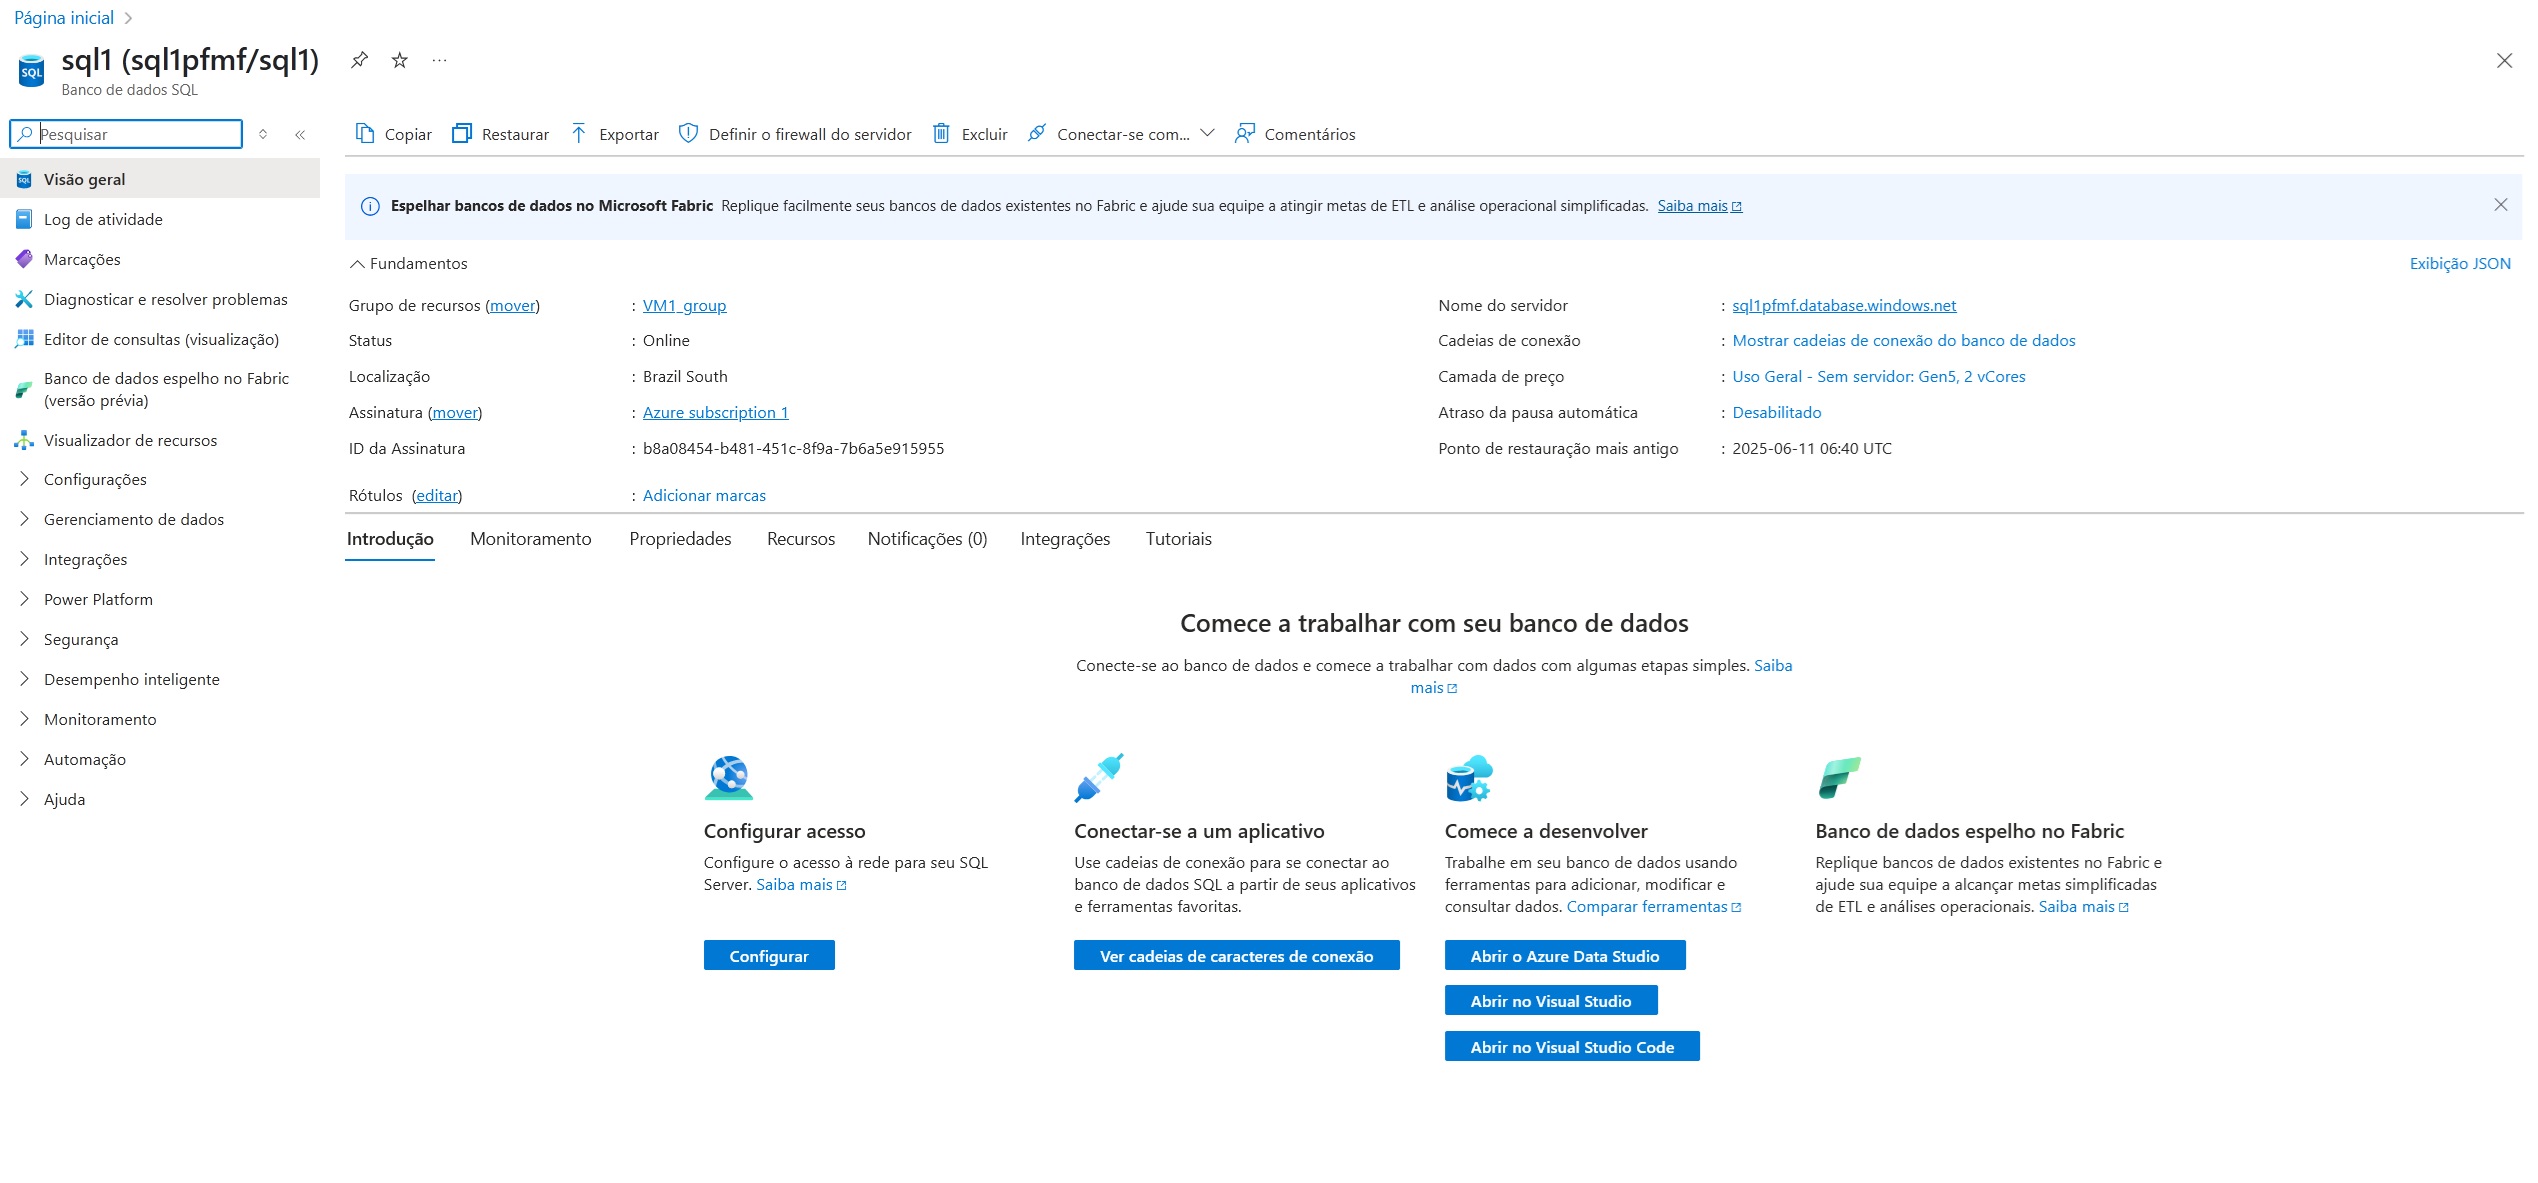 Página inicial
sql1 (sql1pfmf/sql1)
Banco de dados SQL
Pesquisar
Copiar
Restaurar
Exportar
Definir o firewall do servidor
Excluir
Conectar-se com...
Comentários
Visão geral
Log de atividade
Marcações
Diagnosticar e resolver problemas
Editor de consultas (visualização)
Banco de dados espelho no Fabric
(versão prévia)
Visualizador de recursos
Configurações
Gerenciamento de dados
Integrações
Power Platform
Segurança
Desempenho inteligente
Monitoramento
Automação
Ajuda
Espelhar bancos de dados no Microsoft Fabric Replique facilmente seus bancos de dados existentes no Fabric e ajude sua equipe a atingir metas de ETL e análise operacional simplificadas. Saiba mais
Fundamentos
Exibição JSON
Grupo de recursos (mover) : VM1_group
Status : Online
Localização : Brazil South
Assinatura (mover) : Azure subscription 1
ID da Assinatura : b8a08454-b481-451c-8f9a-7b6a5e915955
Rótulos (editar) : Adicionar marcas
Nome do servidor : sql1pfmf.database.windows.net
Cadeias de conexão : Mostrar cadeias de conexão do banco de dados
Camada de preço : Uso Geral - Sem servidor: Gen5, 2 vCores
Atraso da pausa automática : Desabilitado
Ponto de restauração mais antigo : 2025-06-11 06:40 UTC
Introdução
Monitoramento
Propriedades
Recursos
Notificações (0)
Integrações
Tutoriais
Comece a trabalhar com seu banco de dados
Conecte-se ao banco de dados e comece a trabalhar com dados com algumas etapas simples. Saiba
mais
Configurar acesso
Configure o acesso à rede para seu SQL
Server. Saiba mais
Configurar
Conectar-se a um aplicativo
Use cadeias de conexão para se conectar ao
banco de dados SQL a partir de seus aplicativos
e ferramentas favoritas.
Ver cadeias de caracteres de conexão
Comece a desenvolver
Trabalhe em seu banco de dados usando
ferramentas para adicionar, modificar e
consultar dados. Comparar ferramentas
Abrir o Azure Data Studio
Abrir no Visual Studio
Abrir no Visual Studio Code
Banco de dados espelho no Fabric
Replique bancos de dados existentes no Fabric e
ajude sua equipe a alcançar metas simplificadas
de ETL e análises operacionais. Saiba mais